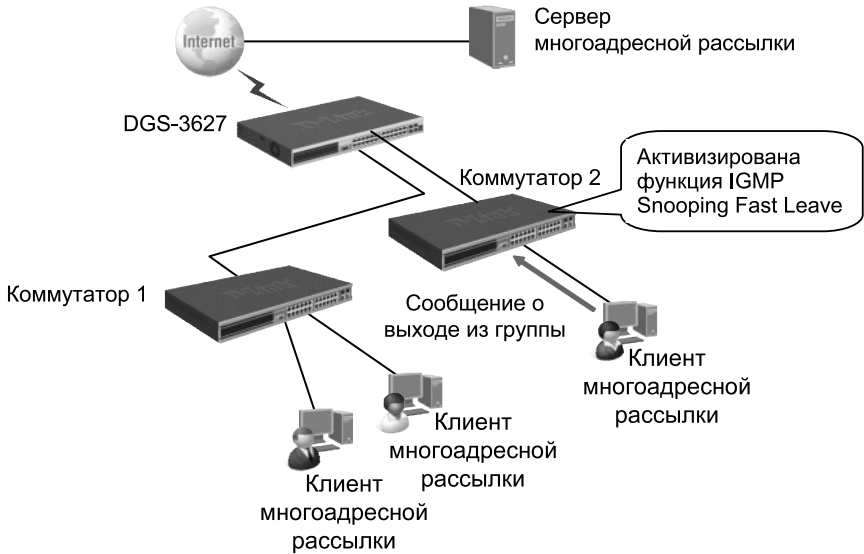 Internet
Сервер
многоадресной рассылки
DGS-3627
Коммутатор 2
Активизирована
функция IGMP
Snooping Fast Leave
Коммутатор 1
Сообщение о
выходе из группы
Клиент
многоадресной
рассылки
Клиент
многоадресной
рассылки
Клиент
многоадресной
рассылки